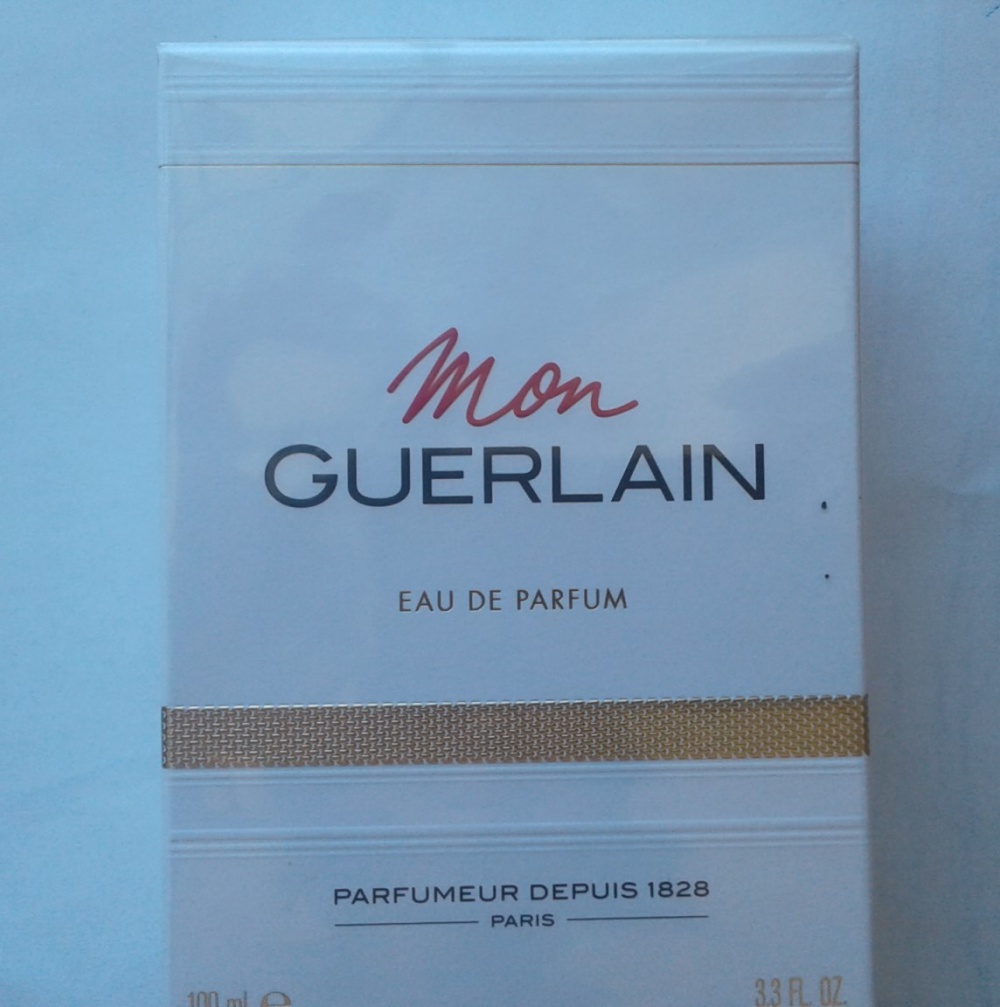 Mon
GUERLAIN
EAU DE PARFUM
PARFUMEUR DEPUIS 1828
PARIS
100 ml ℮ 3.3 FL. OZ.